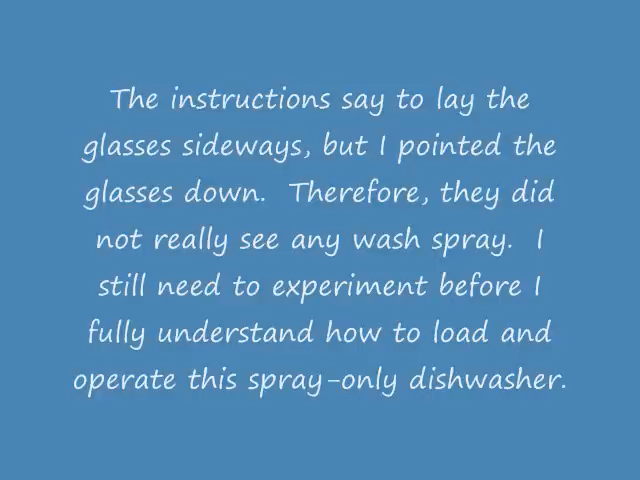 The instructions say to lay the
glasses sideways, but I pointed the
glasses down.  Therefore, they did
not really see any wash spray.  I
still need to experiment before I
fully understand how to load and
operate this spray-only dishwasher.